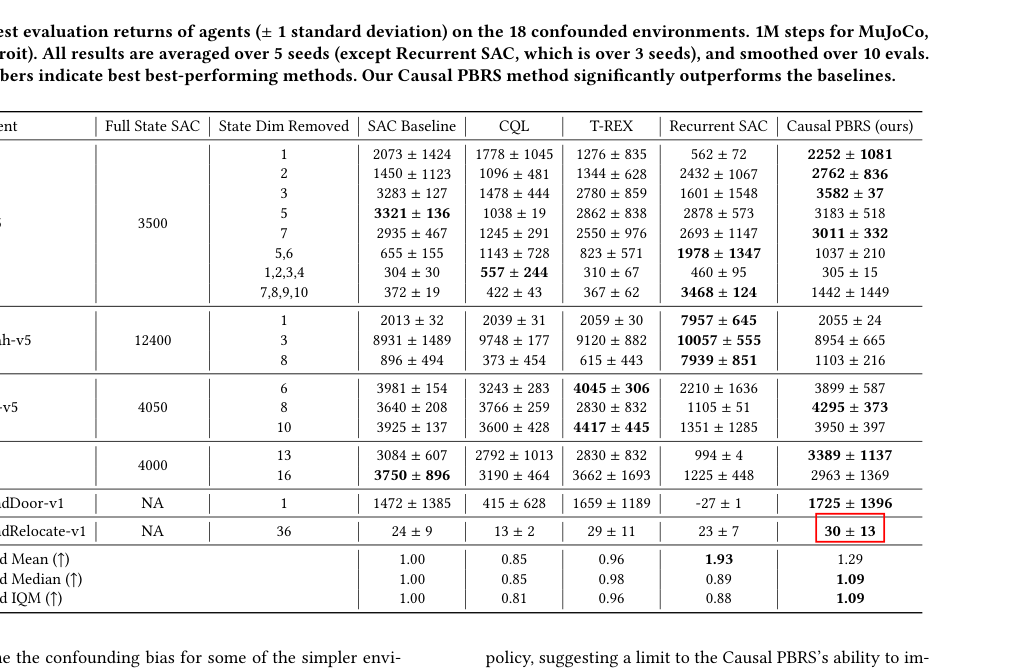 est evaluation returns of agents (± 1 standard deviation) on the 18 confounded environments. 1M steps for MuJoCo,
roit). All results are averaged over 5 seeds (except Recurrent SAC, which is over 3 seeds), and smoothed over 10 evals.
bers indicate best best-performing methods. Our Causal PBRS method significantly outperforms the baselines.
ent Full State SAC State Dim Removed SAC Baseline CQL T-REX Recurrent SAC Causal PBRS (ours)
1 2073 ± 1424 1778 ± 1045 1276 ± 835 562 ± 72 2252 ± 1081
2 1450 ± 1123 1096 ± 481 1344 ± 628 2432 ± 1067 2762 ± 836
3 3283 ± 127 1478 ± 444 2780 ± 859 1601 ± 1548 3582 ± 37
5 3321 ± 136 1038 ± 19 2862 ± 838 2878 ± 573 3183 ± 518
3500
7 2935 ± 467 1245 ± 291 2550 ± 976 2693 ± 1147 3011 ± 332
5,6 655 ± 155 1143 ± 728 823 ± 571 1978 ± 1347 1037 ± 210
1,2,3,4 304 ± 30 557 ± 244 310 ± 67 460 ± 95 305 ± 15
7,8,9,10 372 ± 19 422 ± 43 367 ± 62 3468 ± 124 1442 ± 1449
1 2013 ± 32 2039 ± 31 2059 ± 30 7957 ± 645 2055 ± 24
ah-v5 12400 3 8931 ± 1489 9748 ± 177 9120 ± 882 10057 ± 555 8954 ± 665
8 896 ± 494 373 ± 454 615 ± 443 7939 ± 851 1103 ± 216
6 3981 ± 154 3243 ± 283 4045 ± 306 2210 ± 1636 3899 ± 587
-v5 4050 8 3640 ± 208 3766 ± 259 2830 ± 832 1105 ± 51 4295 ± 373
10 3925 ± 137 3600 ± 428 4417 ± 445 1351 ± 1285 3950 ± 397
13 3084 ± 607 2792 ± 1013 2830 ± 832 994 ± 4 3389 ± 1137
4000
16 3750 ± 896 3190 ± 464 3662 ± 1693 1225 ± 448 2963 ± 1369
ndDoor-v1 NA 1 1472 ± 1385 415 ± 628 1659 ± 1189 -27 ± 1 1725 ± 1396
ndRelocate-v1 NA 36 24 ± 9 13 ± 2 29 ± 11 23 ± 7 30 ± 13
d Mean (↑) 1.00 0.85 0.96 1.93 1.29
d Median (↑) 1.00 0.85 0.98 0.89 1.09
d IQM (↑) 1.00 0.81 0.96 0.88 1.09
ne the confounding bias for some of the simpler envi-
policy, suggesting a limit to the Causal PBRS's ability to im-